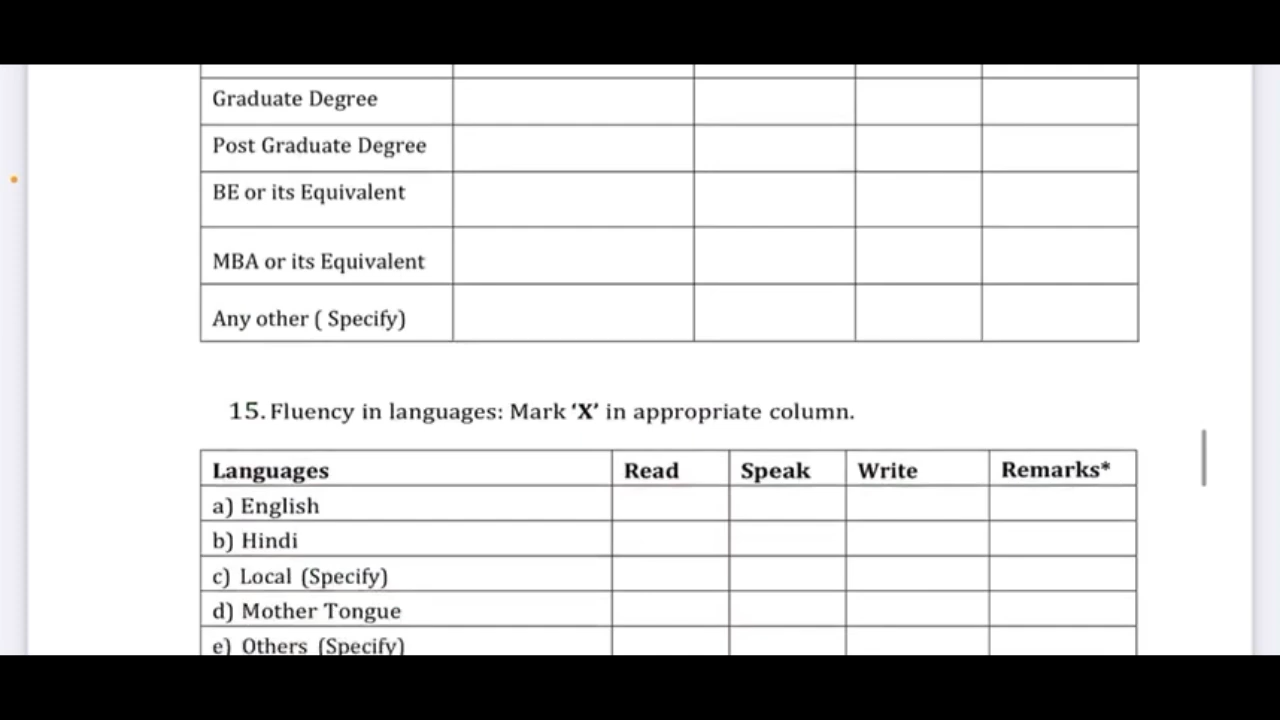 Graduate Degree
Post Graduate Degree
BE or its Equivalent
MBA or its Equivalent
Any other ( Specify)
15. Fluency in languages: Mark ‘X’ in appropriate column.
Languages Read Speak Write Remarks*
a) English
b) Hindi
c) Local (Specify)
d) Mother Tongue
e) Others (Specify)